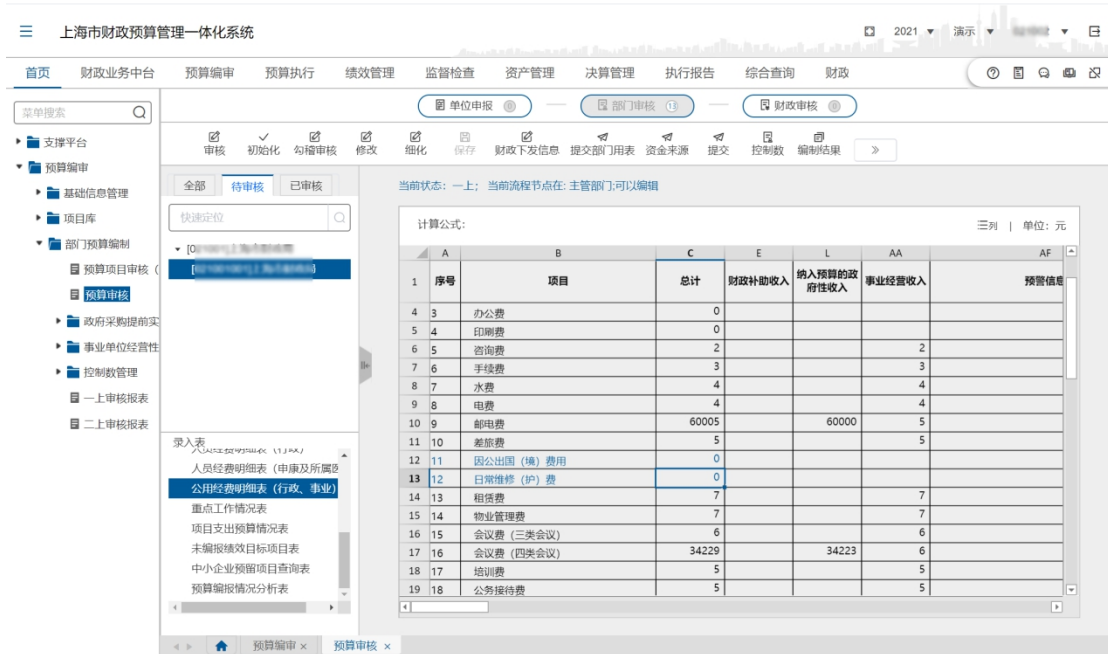 上海市财政预算管理一体化系统
2021 演示
首页 财政业务中台 预算编审 预算执行 绩效管理 监督检查 资产管理 决算管理 执行报告 综合查询 财政
菜单搜索
支撑平台
预算编审
基础信息管理
项目库
部门预算编制
预算项目审核（
预算审核
政府采购提前实
事业单位经营性
控制数管理
一上审核报表
二上审核报表
单位申报 0 部门审核 13 财政审核 0
审核 初始化 勾稽审核 修改 细化 保存 财政下发信息 提交部门用表 资金来源 提交 控制数 编制结果 »
全部 待审核 已审核
快速定位
录入表
人员经费明细表（行政）
人员经费明细表（申康及所属医
公用经费明细表（行政、事业）
重点工作情况表
项目支出预算情况表
未编报绩效目标项目表
中小企业预留项目查询表
预算编报情况分析表
当前状态：一上；当前流程节点在: 主管部门;可以编辑
计算公式:
三列 | 单位：元
A B C E L AA AF
1 序号 项目 总计 财政补助收入 纳入预算的政府性收入 事业经营收入 预警信息
4 3 办公费 0
5 4 印刷费 0
6 5 咨询费 2 2
7 6 手续费 3 3
8 7 水费 4 4
9 8 电费 4 4
10 9 邮电费 60005 60000 5
11 10 差旅费 5 5
12 11 因公出国（境）费用 0
13 12 日常维修（护）费 0
14 13 租赁费 7 7
15 14 物业管理费 7 7
16 15 会议费（三类会议） 6 6
17 16 会议费（四类会议） 34229 34223 6
18 17 培训费 5 5
19 18 公务接待费 5 5
预算编审 × 预算审核 ×